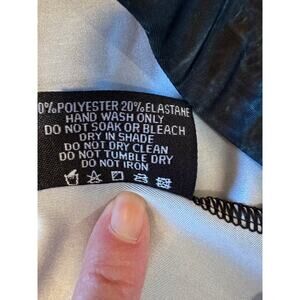 0%POLYESTER 20%ELASTANE
HAND WASH ONLY
DO NOT SOAK OR BLEACH
DRY IN SHADE
DO NOT DRY CLEAN
DO NOT TUMBLE DRY
DO NOT IRON